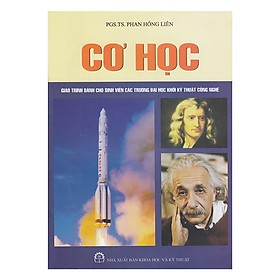 PGS.TS. PHAN HỒNG LIÊN
CƠ HỌC
GIÁO TRÌNH DÀNH CHO SINH VIÊN CÁC TRƯỜNG ĐẠI HỌC KHỐI KỸ THUẬT CÔNG NGHỆ
NHÀ XUẤT BẢN KHOA HỌC VÀ KỸ THUẬT